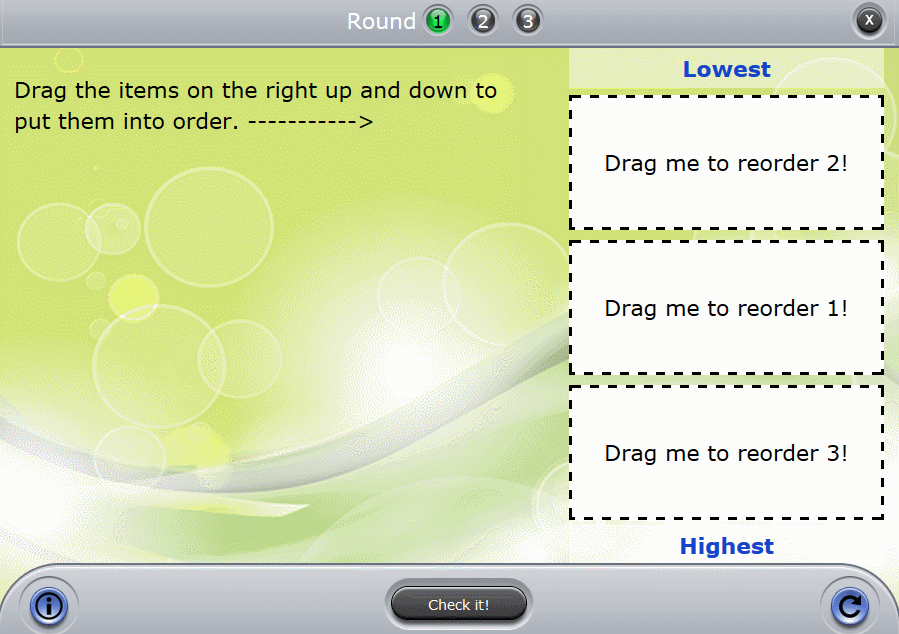 Round 1 2 3
X
Drag the items on the right up and down to
put them into order. ----------->
Lowest
Drag me to reorder 2!
Drag me to reorder 1!
Drag me to reorder 3!
Highest
Check it!